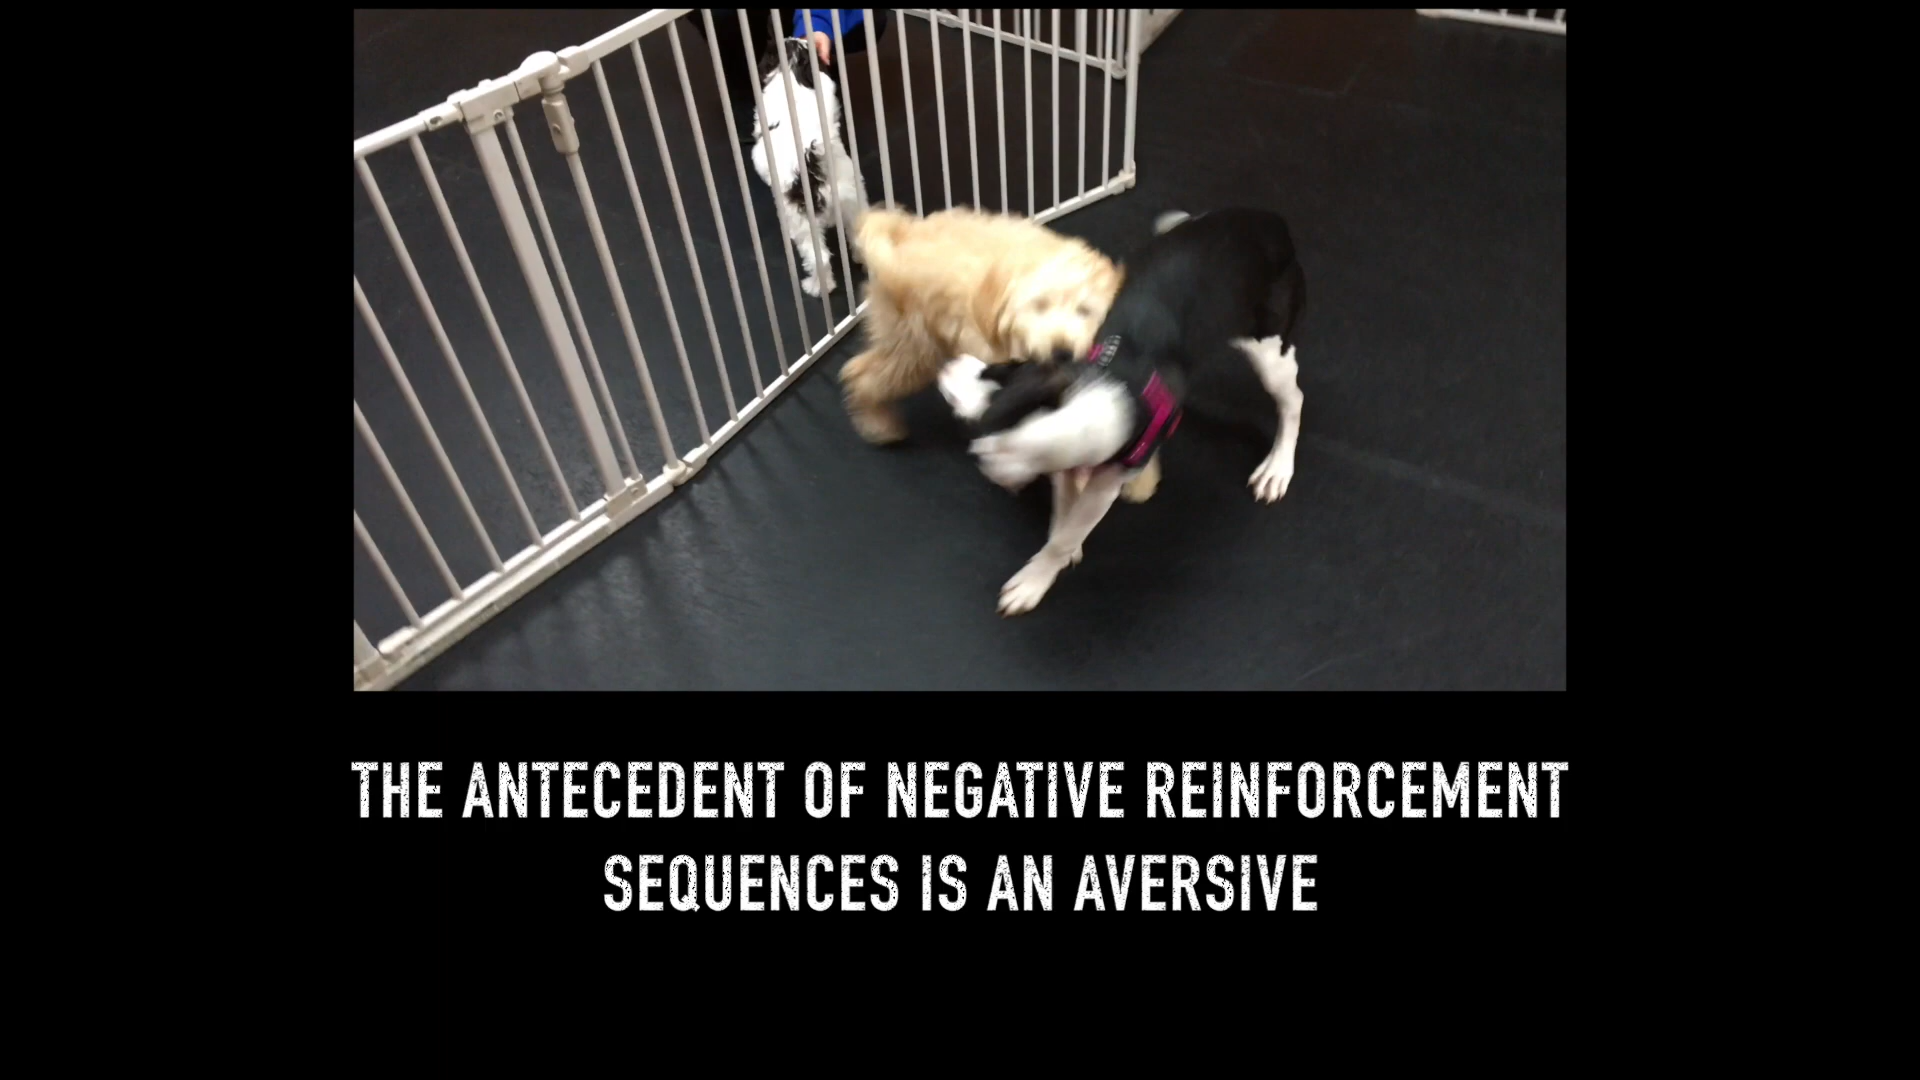 THE ANTECEDENT OF NEGATIVE REINFORCEMENT
SEQUENCES IS AN AVERSIVE